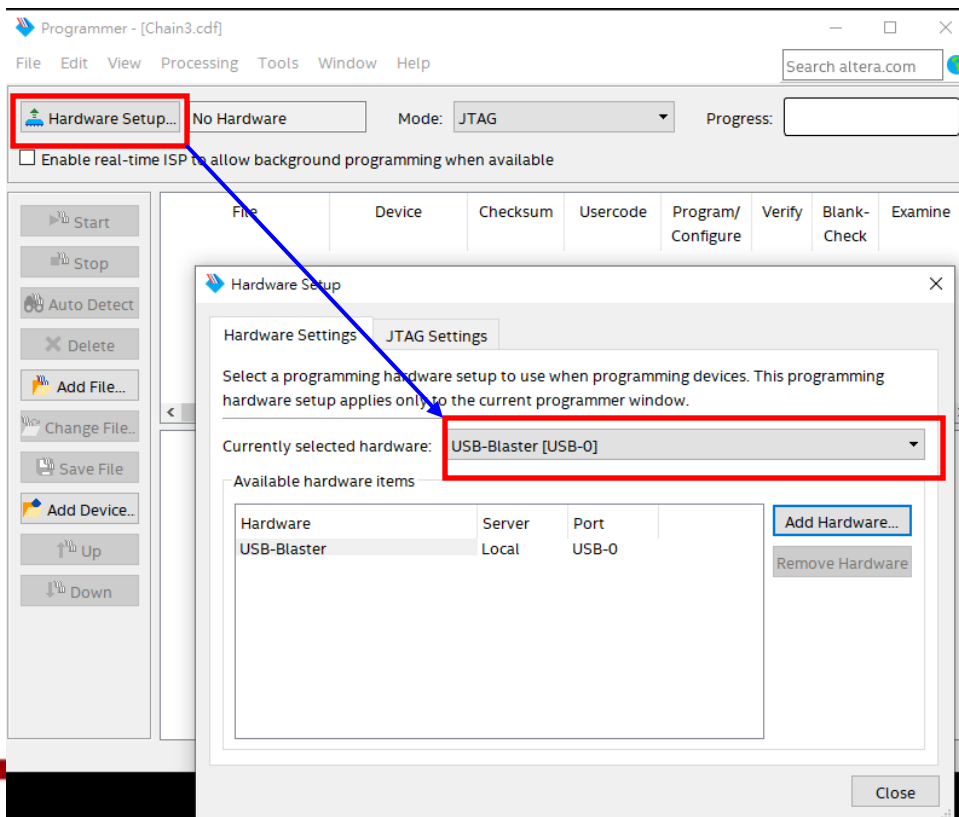 Programmer - [Chain3.cdf]
File Edit View Processing Tools Window Help
Search altera.com
Hardware Setup... No Hardware Mode: JTAG Progress:
Enable real-time ISP to allow background programming when available
File Device Checksum Usercode Program/ Verify Blank- Examine
Configure Check
Start
Stop
Auto Detect
Delete
Add File...
Change File..
Save File
Add Device..
Up
Down
Hardware Setup
Hardware Settings JTAG Settings
Select a programming hardware setup to use when programming devices. This programming
hardware setup applies only to the current programmer window.
Currently selected hardware: USB-Blaster [USB-0]
Available hardware items
Hardware Server Port
USB-Blaster Local USB-0
Add Hardware...
Remove Hardware
Close